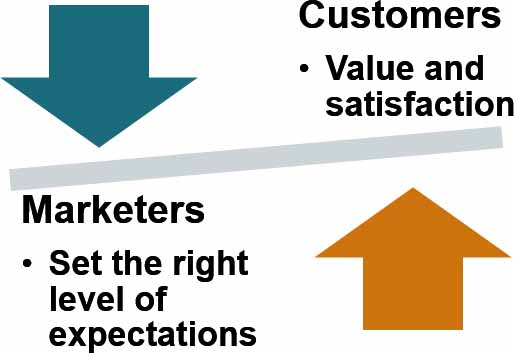 Customers
• Value and
satisfaction
Marketers
• Set the right
level of
expectations